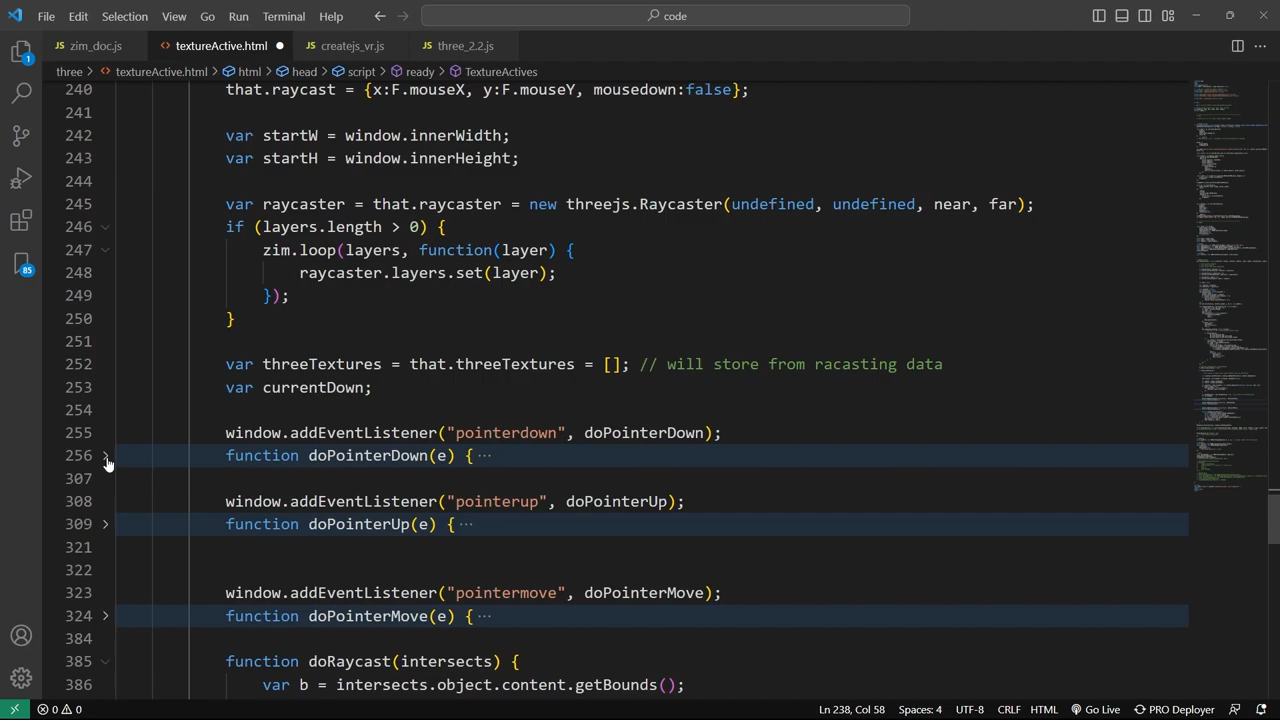 File Edit Selection View Go Run Terminal Help code
JS zim_doc.js <> textureActive.html JS createjs_vr.js JS three_2.2.js
three > textureActive.html > html > head > script > ready > TextureActives
240 that.raycast = {x:F.mouseX, y:F.mouseY, mousedown:false};
241
242 var startW = window.innerWidth;
243 var startH = window.innerHeight;
244
245 var raycaster = that.raycaster = new threejs.Raycaster(undefined, undefined, near, far);
246 if (layers.length > 0) {
247 zim.loop(layers, function(layer) {
248 raycaster.layers.set(layer);
249 });
250 }
251
252 var threeTextures = that.threeTextures = []; // will store from racasting data
253 var currentDown;
254
255 window.addEventListener("pointerdown", doPointerDown);
256 function doPointerDown(e) { ···
307
308 window.addEventListener("pointerup", doPointerUp);
309 function doPointerUp(e) { ···
321
322
323 window.addEventListener("pointermove", doPointerMove);
324 function doPointerMove(e) { ···
384
385 function doRaycast(intersects) {
386 var b = intersects.object.content.getBounds();
1
85
0 0 Ln 238, Col 58 Spaces: 4 UTF-8 CRLF HTML Go Live PRO Deployer